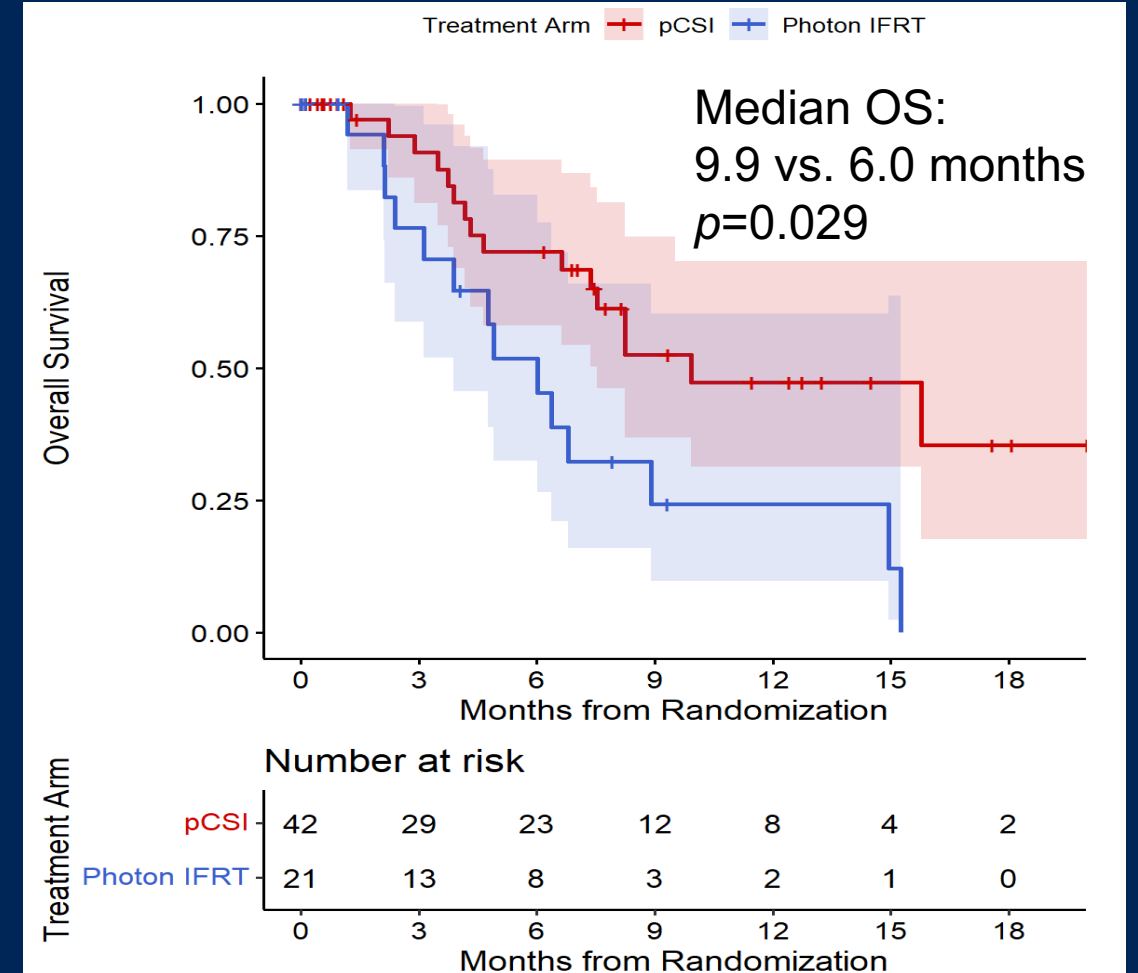 Treatment Arm pCSI Photon IFRT
Median OS:
9.9 vs. 6.0 months
p=0.029
Overall Survival
1.00
0.75
0.50
0.25
0.00
0 3 6 9 12 15 18
Months from Randomization
Number at risk
Treatment Arm
pCSI 42 29 23 12 8 4 2
Photon IFRT 21 13 8 3 2 1 0
0 3 6 9 12 15 18
Months from Randomization